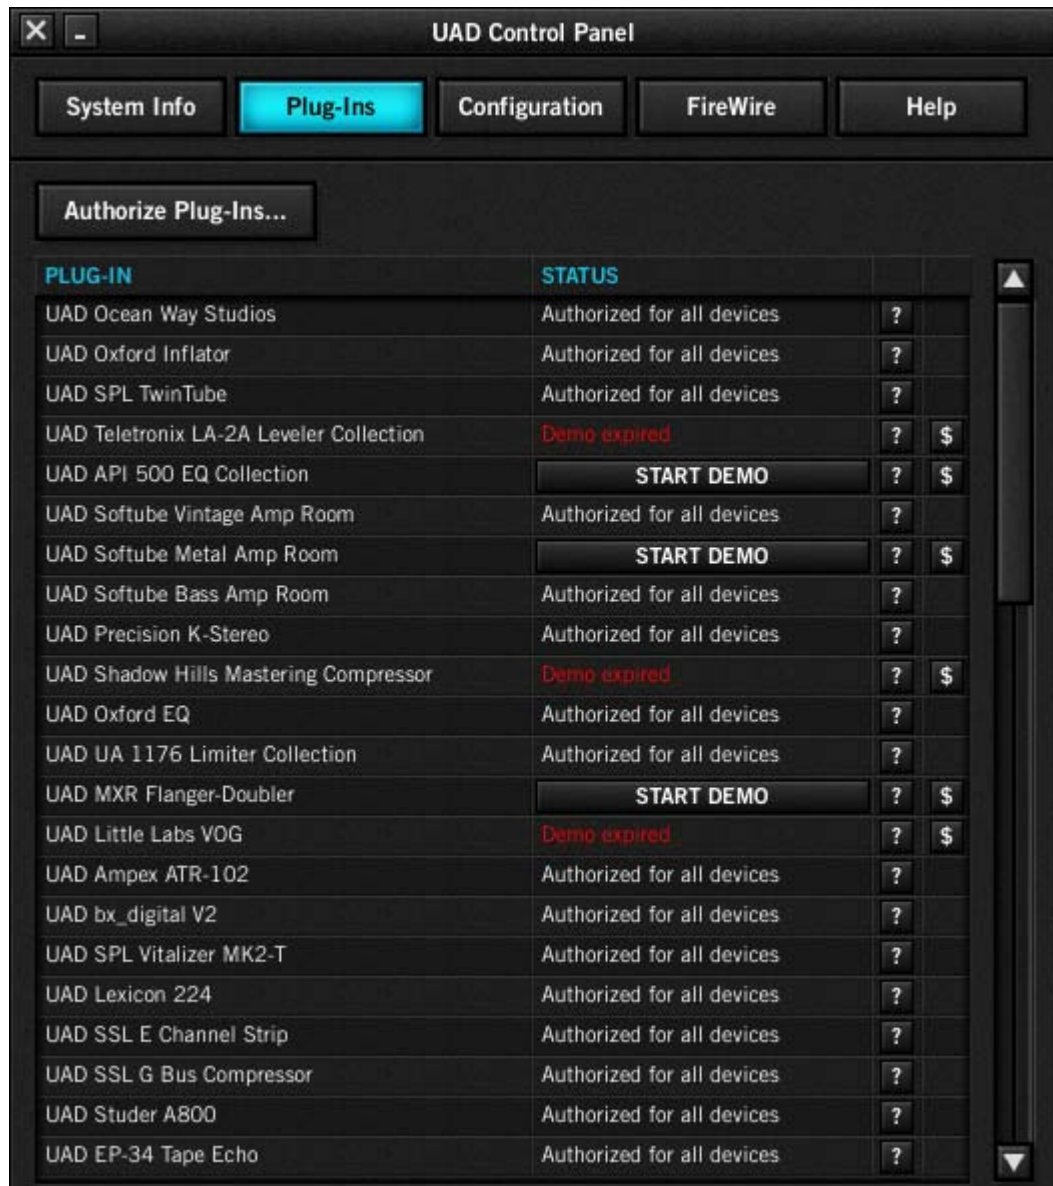 X - UAD Control Panel
System Info Plug-Ins Configuration FireWire Help
Authorize Plug-Ins...
PLUG-IN STATUS
UAD Ocean Way Studios Authorized for all devices ?
UAD Oxford Inflator Authorized for all devices ?
UAD SPL TwinTube Authorized for all devices ?
UAD Teletronix LA-2A Leveler Collection Demo expired ? $
UAD API 500 EQ Collection START DEMO ? $
UAD Softube Vintage Amp Room Authorized for all devices ?
UAD Softube Metal Amp Room START DEMO ? $
UAD Softube Bass Amp Room Authorized for all devices ?
UAD Precision K-Stereo Authorized for all devices ?
UAD Shadow Hills Mastering Compressor Demo expired ? $
UAD Oxford EQ Authorized for all devices ?
UAD UA 1176 Limiter Collection Authorized for all devices ?
UAD MXR Flanger-Doubler START DEMO ? $
UAD Little Labs VOG Demo expired ? $
UAD Ampex ATR-102 Authorized for all devices ?
UAD bx_digital V2 Authorized for all devices ?
UAD SPL Vitalizer MK2-T Authorized for all devices ?
UAD Lexicon 224 Authorized for all devices ?
UAD SSL E Channel Strip Authorized for all devices ?
UAD SSL G Bus Compressor Authorized for all devices ?
UAD Studer A800 Authorized for all devices ?
UAD EP-34 Tape Echo Authorized for all devices ?